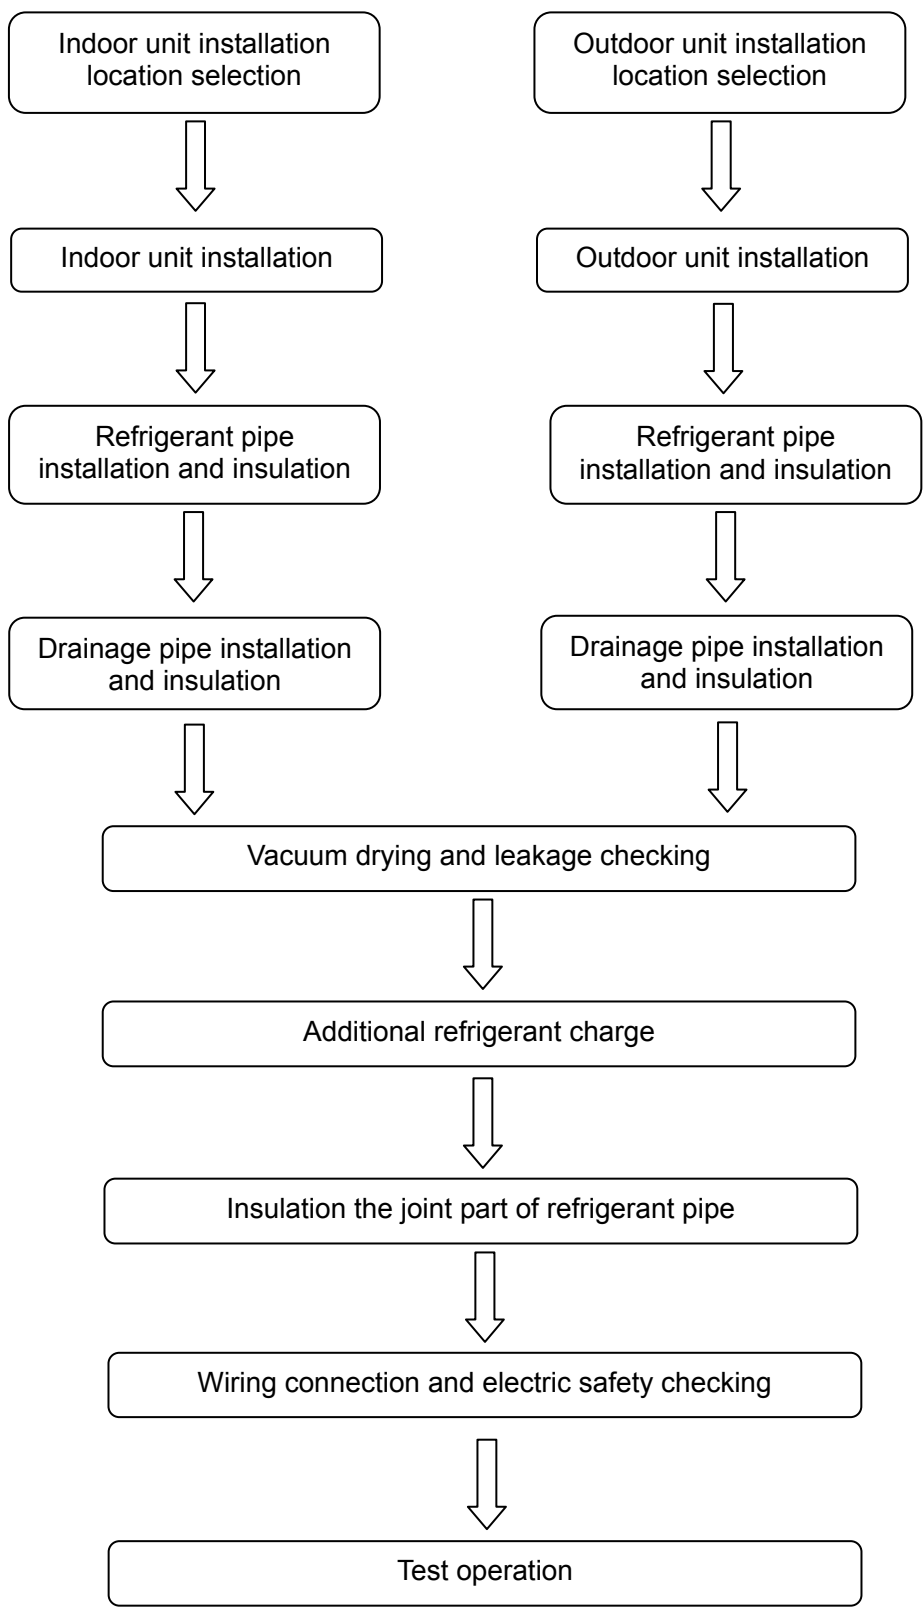 Indoor unit installation
location selection
Outdoor unit installation
location selection
Indoor unit installation
Outdoor unit installation
Refrigerant pipe
installation and insulation
Refrigerant pipe
installation and insulation
Drainage pipe installation
and insulation
Drainage pipe installation
and insulation
Vacuum drying and leakage checking
Additional refrigerant charge
Insulation the joint part of refrigerant pipe
Wiring connection and electric safety checking
Test operation